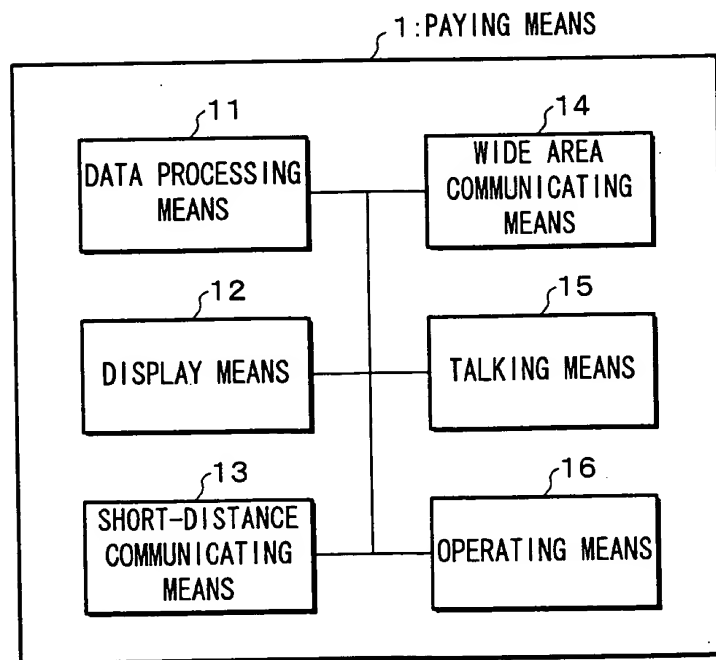 1:PAYING MEANS
11
DATA PROCESSING
MEANS
14
WIDE AREA
COMMUNICATING
MEANS
12
DISPLAY MEANS
15
TALKING MEANS
13
SHORT-DISTANCE
COMMUNICATING
MEANS
16
OPERATING MEANS